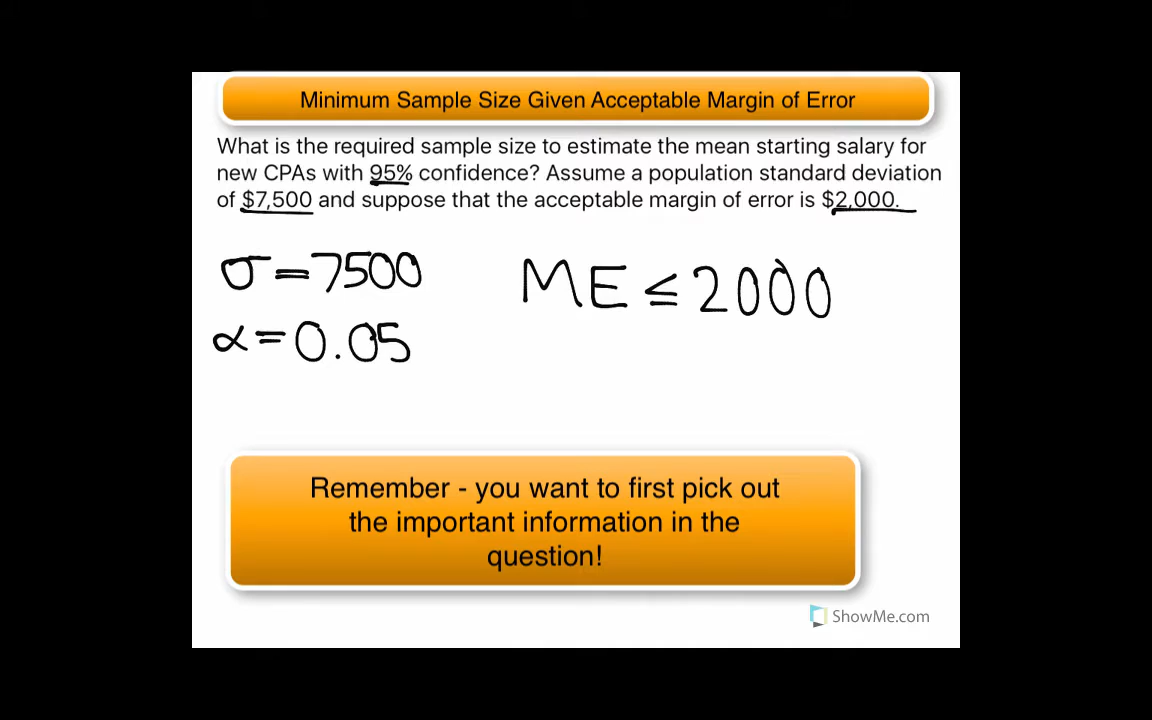 Minimum Sample Size Given Acceptable Margin of Error
What is the required sample size to estimate the mean starting salary for
new CPAs with 95% confidence? Assume a population standard deviation
of $7,500 and suppose that the acceptable margin of error is $2,000.
σ=7500
ME≤2000
α=0.05
Remember - you want to first pick out
the important information in the
question!
ShowMe.com